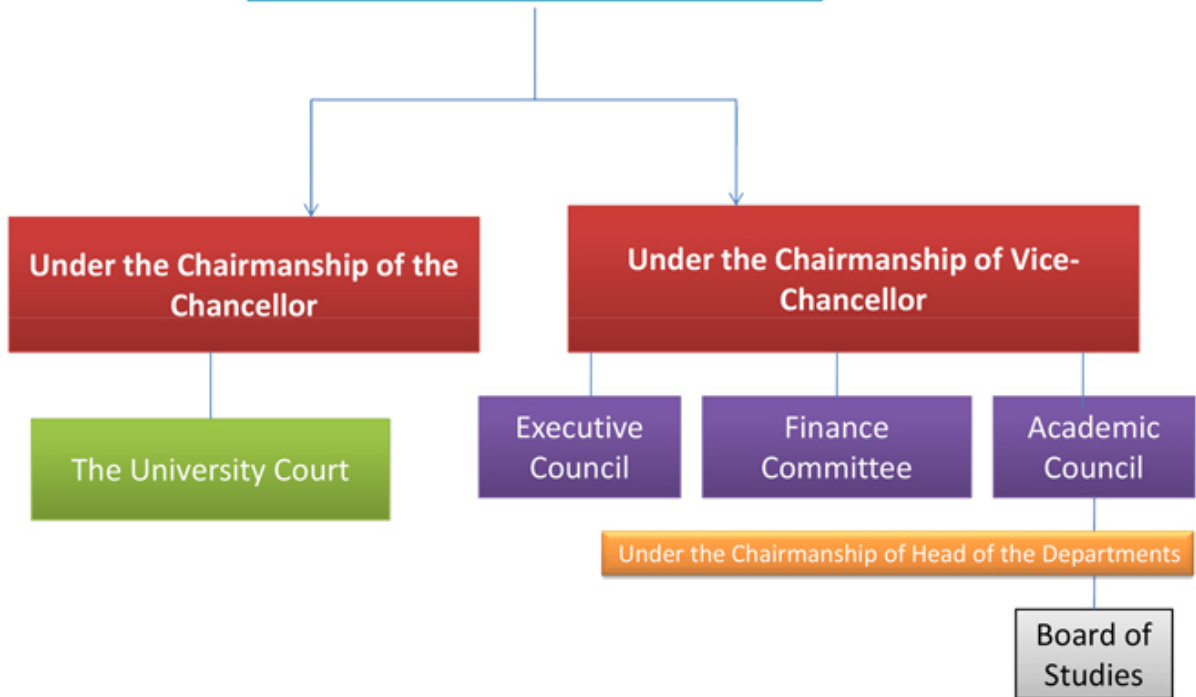 Under the Chairmanship of the
Chancellor
Under the Chairmanship of Vice-
Chancellor
The University Court
Executive
Council
Finance
Committee
Academic
Council
Under the Chairmanship of Head of the Departments
Board of
Studies